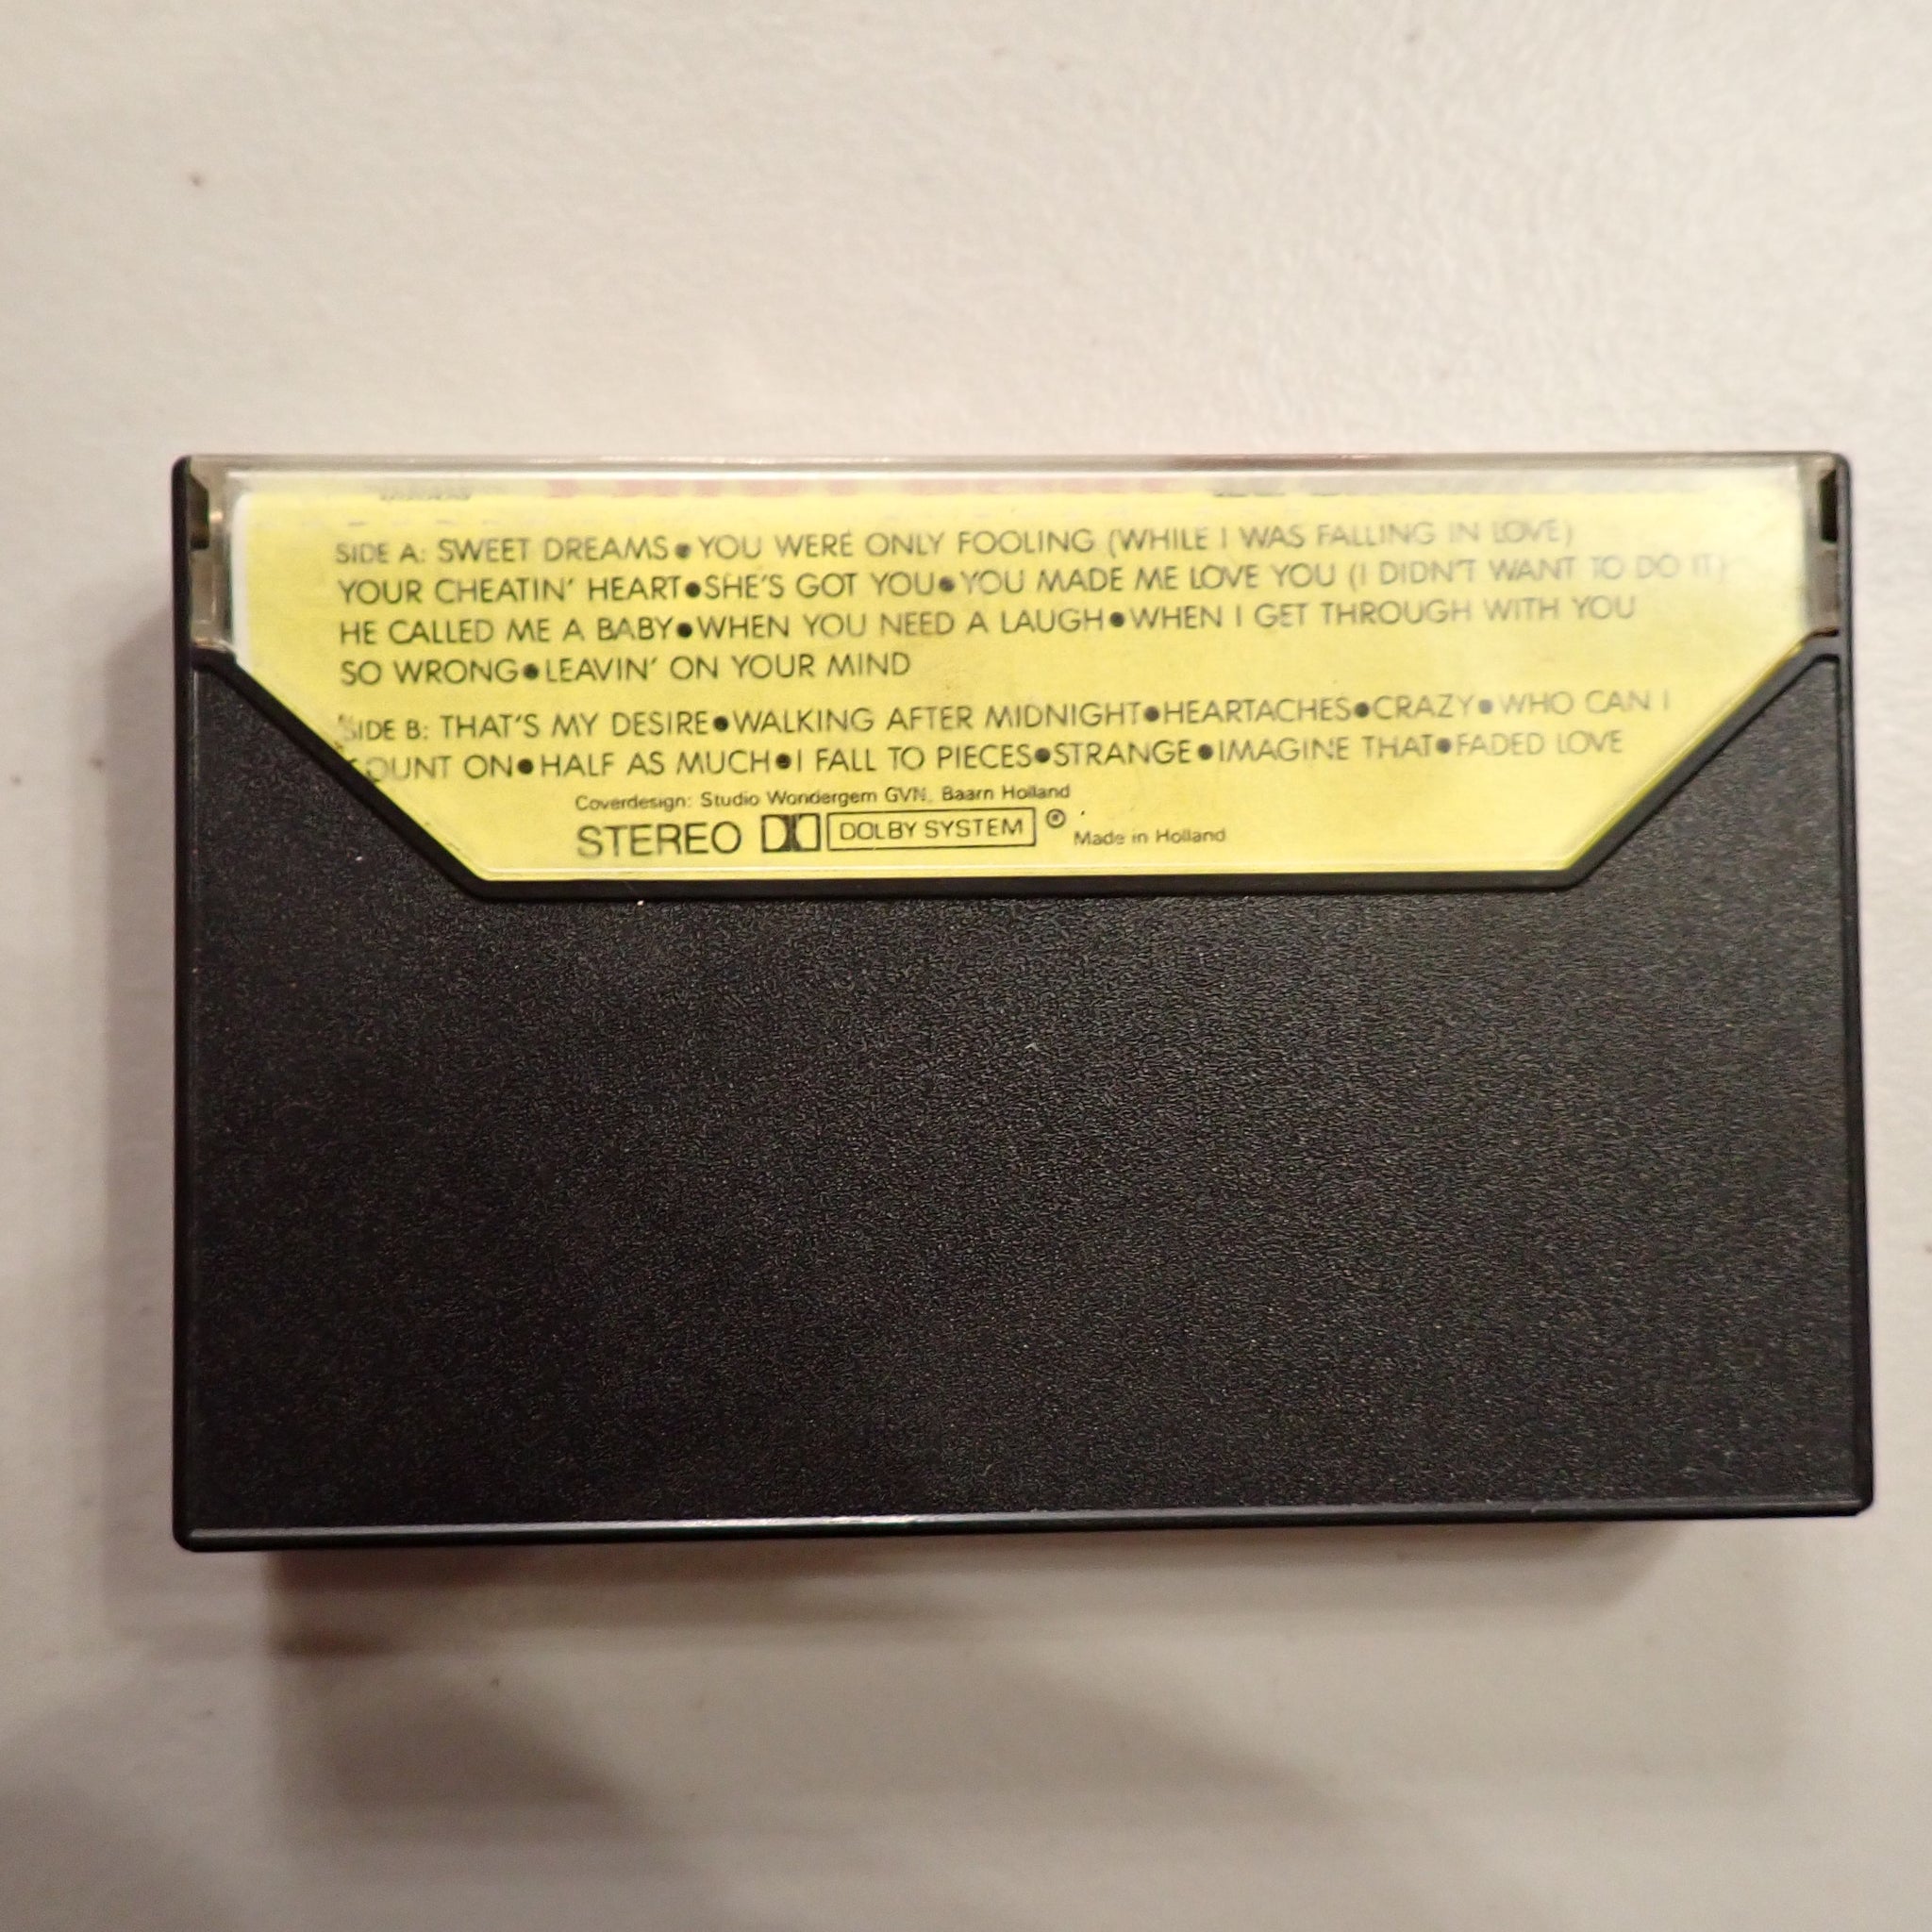 SIDE A: SWEET DREAMS●YOU WERE ONLY FOOLING (WHILE I WAS FALLING IN LOVE)
YOUR CHEATIN' HEART●SHE'S GOT YOU●YOU MADE ME LOVE YOU (I DIDN'T WANT TO DO IT)
HE CALLED ME A BABY●WHEN YOU NEED A LAUGH●WHEN I GET THROUGH WITH YOU
SO WRONG●LEAVIN' ON YOUR MIND
SIDE B: THAT'S MY DESIRE●WALKING AFTER MIDNIGHT●HEARTACHES●CRAZY●WHO CAN I
COUNT ON●HALF AS MUCH●I FALL TO PIECES●STRANGE●IMAGINE THAT●FADED LOVE
Coverdesign: Studio Wondergem GVN, Baarn Holland
STEREO DOLBY SYSTEM ® Made in Holland